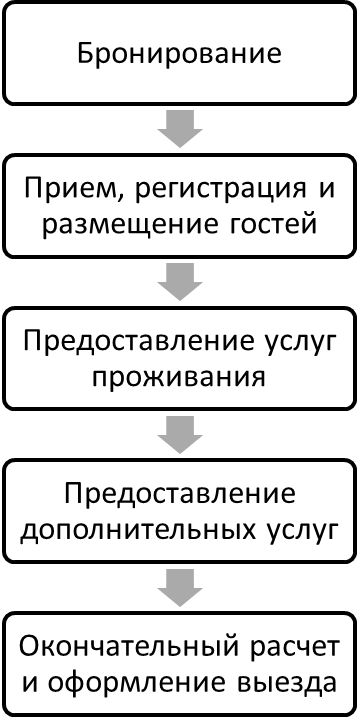 Бронирование
Прием, регистрация и
размещение гостей
Предоставление услуг
проживания
Предоставление
дополнительных услуг
Окончательный расчет
и оформление выезда